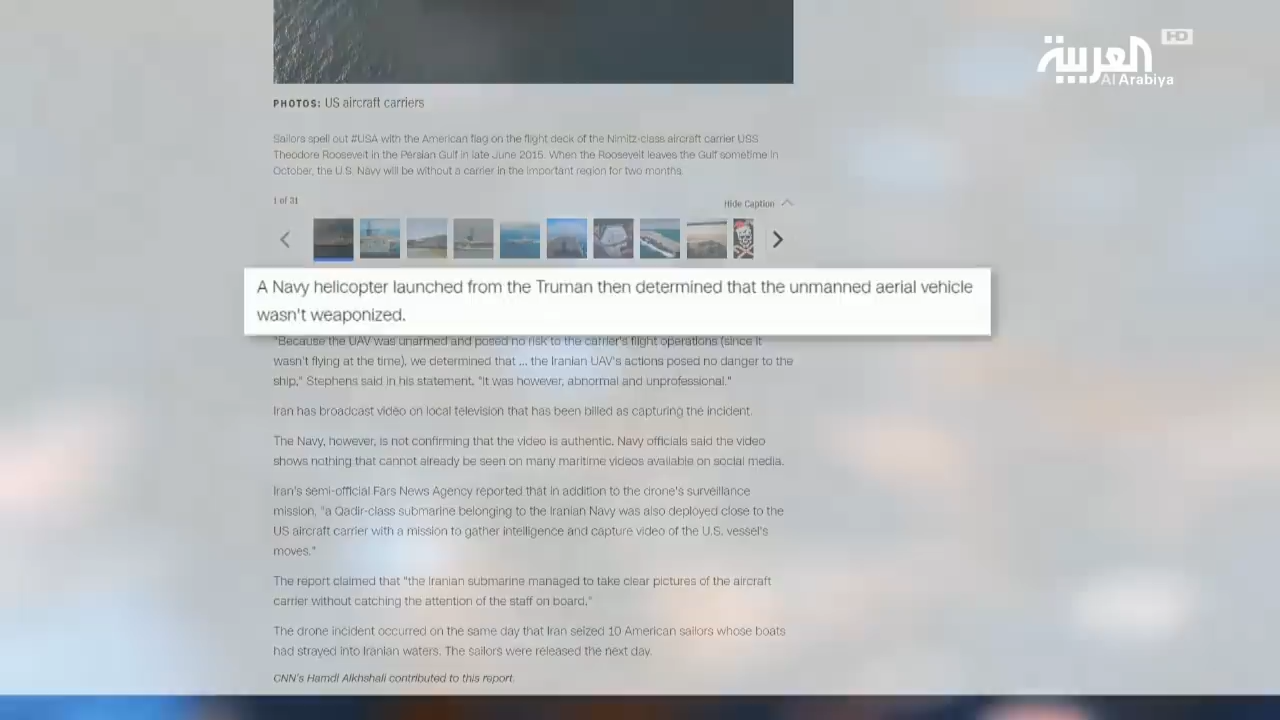 العربية HD
Al Arabiya
PHOTOS: US aircraft carriers
Sailors spell out #USA with the American flag on the flight deck of the Nimitz-class aircraft carrier USS
Theodore Roosevelt in the Persian Gulf in late June 2015. When the Roosevelt leaves the Gulf sometime in
October, the U.S. Navy will be without a carrier in the important region for two months.
1 of 31
Hide Caption
A Navy helicopter launched from the Truman then determined that the unmanned aerial vehicle
wasn't weaponized.
"Because the UAV was unarmed and posed no risk to the carrier's flight operations (since it
wasn't flying at the time), we determined that ... the Iranian UAV's actions posed no danger to the
ship," Stephens said in his statement. "It was however, abnormal and unprofessional."
Iran has broadcast video on local television that has been billed as capturing the incident.
The Navy, however, is not confirming that the video is authentic. Navy officials said the video
shows nothing that cannot already be seen on many maritime videos available on social media.
Iran's semi-official Fars News Agency reported that in addition to the drone's surveillance
mission, "a Qadir-class submarine belonging to the Iranian Navy was also deployed close to the
US aircraft carrier with a mission to gather intelligence and capture video of the U.S. vessel's
moves."
The report claimed that "the Iranian submarine managed to take clear pictures of the aircraft
carrier without catching the attention of the staff on board."
The drone incident occurred on the same day that Iran seized 10 American sailors whose boats
had strayed into Iranian waters. The sailors were released the next day.
CNN's Hamdi Alkhshali contributed to this report.